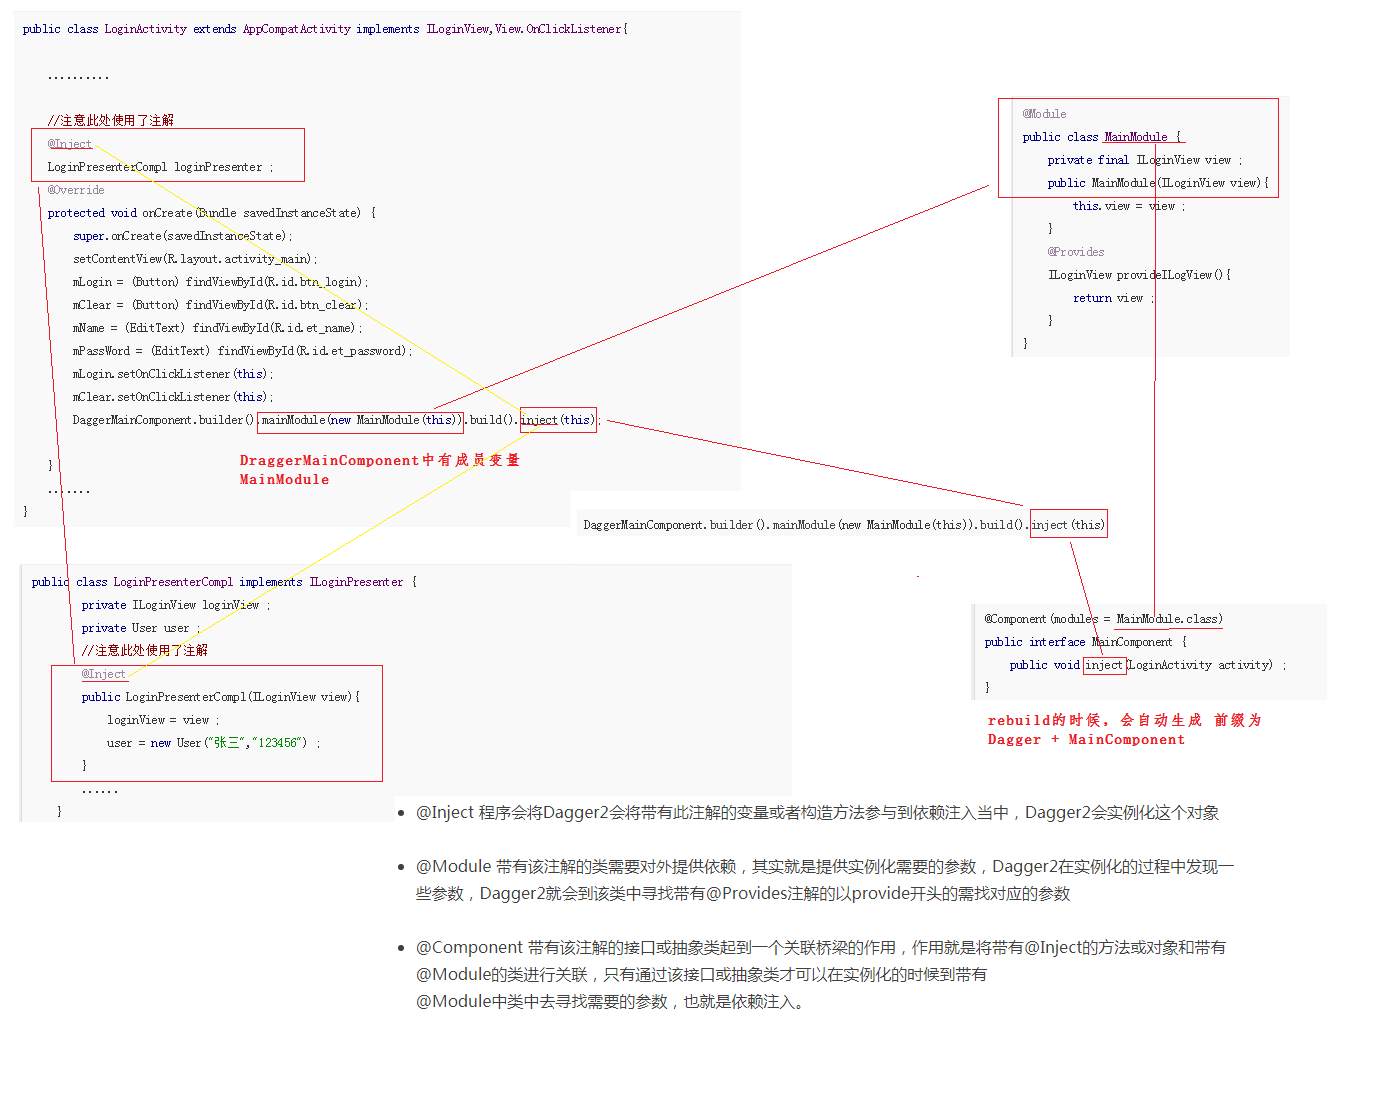 public class LoginActivity extends AppCompatActivity implements ILoginView,View.OnClickListener{
..........
//注意此处使用了注解
@Inject
LoginPresenterCompl loginPresenter ;
@Override
protected void onCreate(Bundle savedInstanceState) {
super.onCreate(savedInstanceState);
setContentView(R.layout.activity_main);
mLogin = (Button) findViewById(R.id.btn_login);
mClear = (Button) findViewById(R.id.btn_clear);
mName = (EditText) findViewById(R.id.et_name);
mPassWord = (EditText) findViewById(R.id.et_password);
mLogin.setOnClickListener(this);
mClear.setOnClickListener(this);
DaggerMainComponent.builder().mainModule(new MainModule(this)).build().inject(this);
DraggerMainComponent中有成员变量
MainModule
}
.......
}
@Module
public class MainModule {
private final ILoginView view ;
public MainModule(ILoginView view){
this.view = view ;
}
@Provides
ILoginView provideILogView(){
return view ;
}
}
DaggerMainComponent.builder().mainModule(new MainModule(this)).build().inject(this)
public class LoginPresenterCompl implements ILoginPresenter {
private ILoginView loginView ;
private User user ;
//注意此处使用了注解
@Inject
public LoginPresenterCompl(ILoginView view){
loginView = view ;
user = new User("张三","123456") ;
}
......
}
@Component(modules = MainModule.class)
public interface MainComponent {
public void inject(LoginActivity activity) ;
}
rebuild的时候，会自动生成 前缀为
Dagger + MainComponent
• @Inject 程序会将Dagger2会将带有此注解的变量或者构造方法参与到依赖注入当中，Dagger2会实例化这个对象
• @Module 带有该注解的类需要对外提供依赖，其实就是提供实例化需要的参数，Dagger2在实例化的过程中发现一
些参数，Dagger2就会到该类中寻找带有@Provides注解的以provide开头的需找对应的参数
• @Component 带有该注解的接口或抽象类起到一个关联桥梁的作用，作用就是将带有@Inject的方法或对象和带有
@Module的类进行关联，只有通过该接口或抽象类才可以在实例化的时候到带有
@Module中类中去寻找需要的参数，也就是依赖注入。